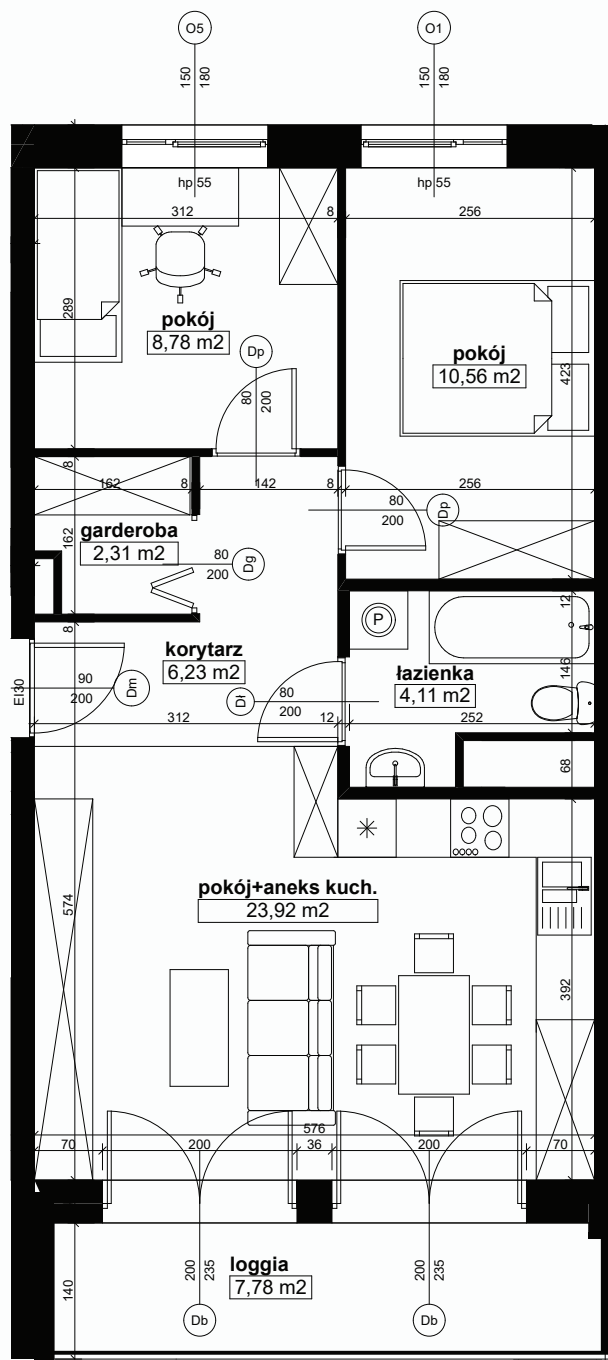 O5
O1
150
180
150
180
hp 55
hp 55
312
8
256
289
pokój
8,78 m2
Dp
pokój
10,56 m2
423
80
200
8
162
8
142
8
256
garderoba
2,31 m2
162
80
200
Dg
80
200
Dp
8
12
P
korytarz
6,23 m2
łazienka
4,11 m2
146
EI30
90
200
Dm
Dł
80
200
312
12
252
68
574
pokój+aneks kuch.
23,92 m2
392
576
70
200
36
200
70
loggia
7,78 m2
140
200
235
200
235
Db
Db